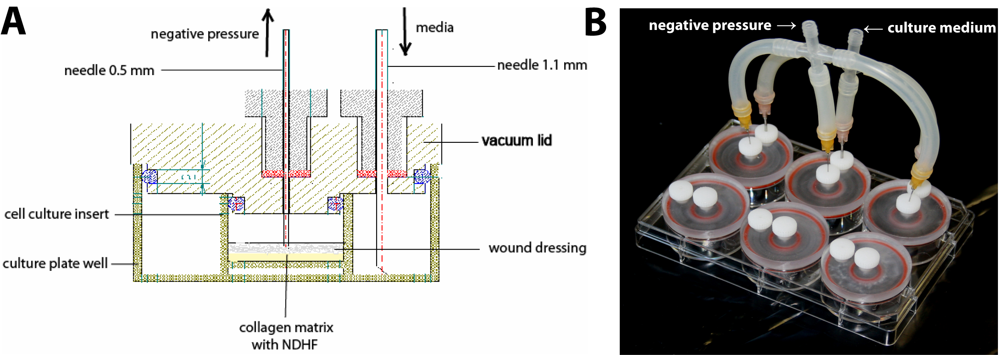 A
negative pressure
media
needle 0.5 mm
needle 1.1 mm
vacuum lid
cell culture insert
wound dressing
culture plate well
collagen matrix
with NDHF
B
negative pressure
culture medium